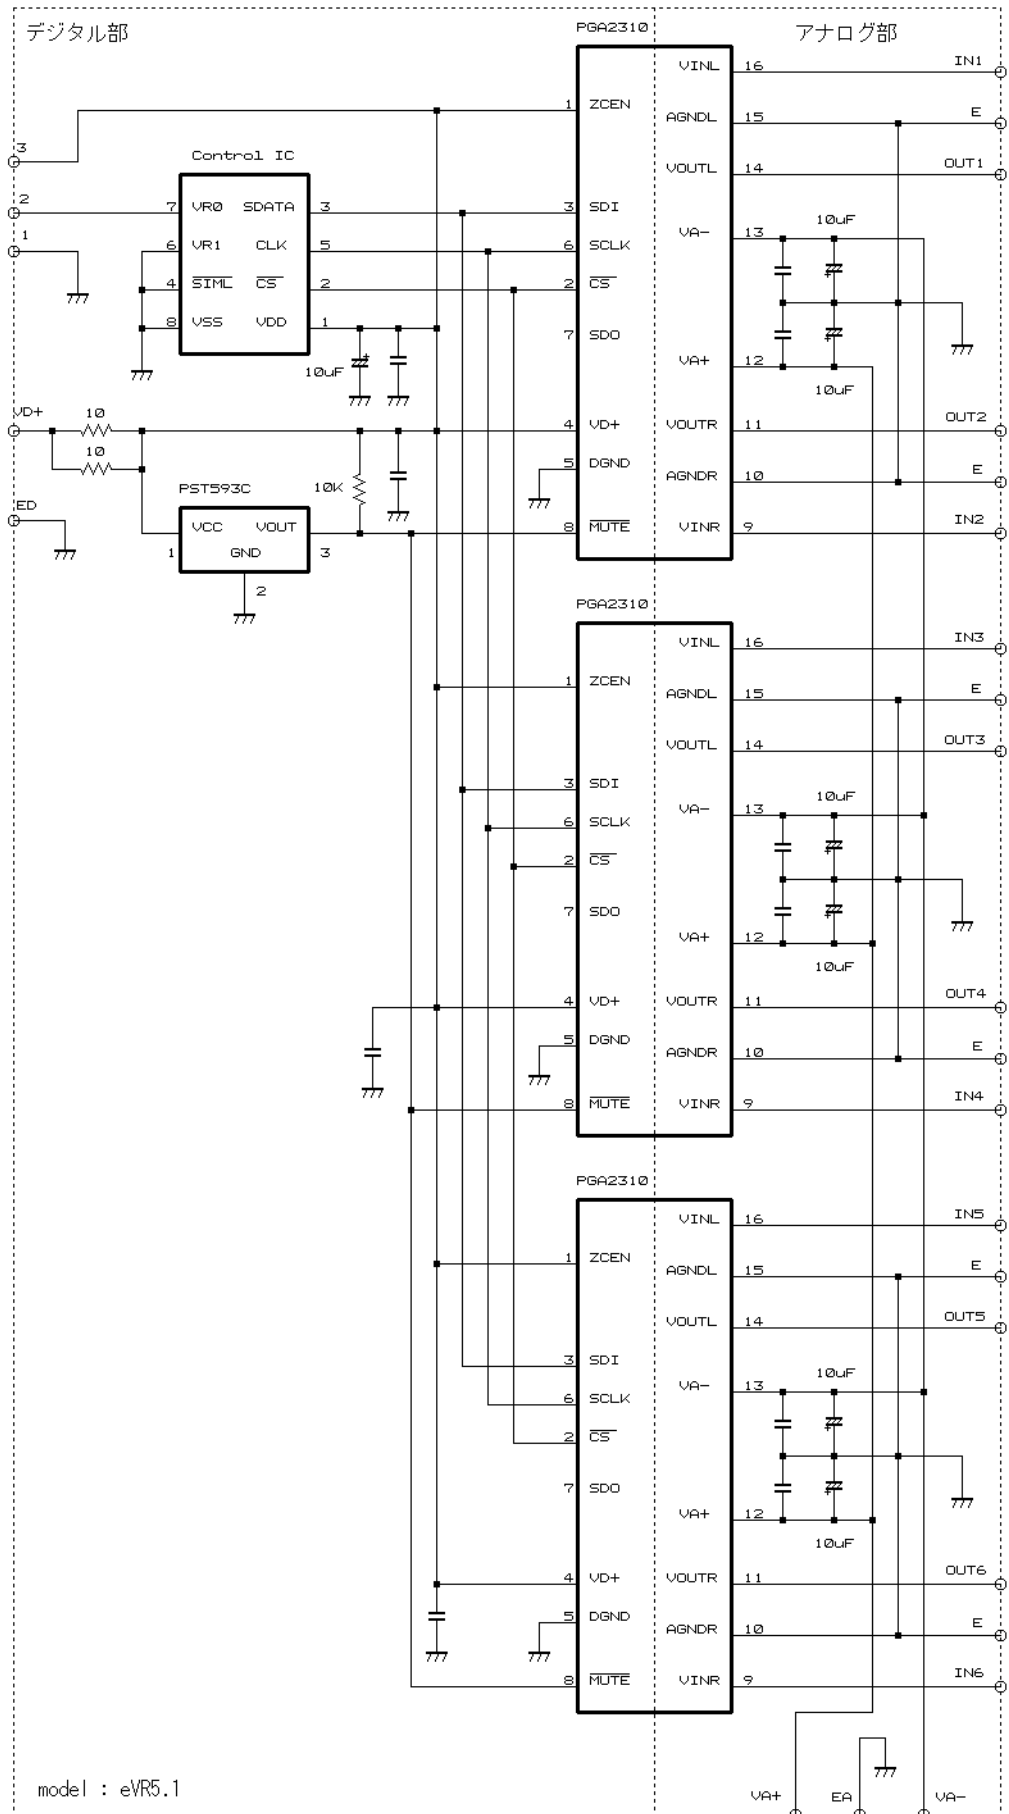 デジタル部
PGA2310
アナログ部
VINL 16 IN1
1 ZCEN
AGNDL 15 E
3
Control IC
VOUTL 14 OUT1
2
7 VR0 SDATA 3
3 SDI
10uF
1
VA- 13
6 VR1 CLK 5
6 SCLK
4 SIML CS 2
2 CS
8 VSS VDD 1
7 SDO
10uF
VA+ 12
10uF
VD+
10
4 VD+ VOUTR 11 OUT2
10
5 DGND AGNDR 10 E
PST593C
10K
ED
VCC VOUT
8 MUTE VINR 9 IN2
1 GND 3
2
PGA2310
VINL 16 IN3
1 ZCEN
AGNDL 15 E
VOUTL 14 OUT3
3 SDI
10uF
VA- 13
6 SCLK
2 CS
7 SDO
VA+ 12
10uF
4 VD+ VOUTR 11 OUT4
5 DGND AGNDR 10 E
8 MUTE VINR 9 IN4
PGA2310
VINL 16 IN5
1 ZCEN
AGNDL 15 E
VOUTL 14 OUT5
3 SDI
10uF
VA- 13
6 SCLK
2 CS
7 SDO
VA+ 12
10uF
4 VD+ VOUTR 11 OUT6
5 DGND AGNDR 10 E
8 MUTE VINR 9 IN6
model : eVR5.1
VA+ EA VA-